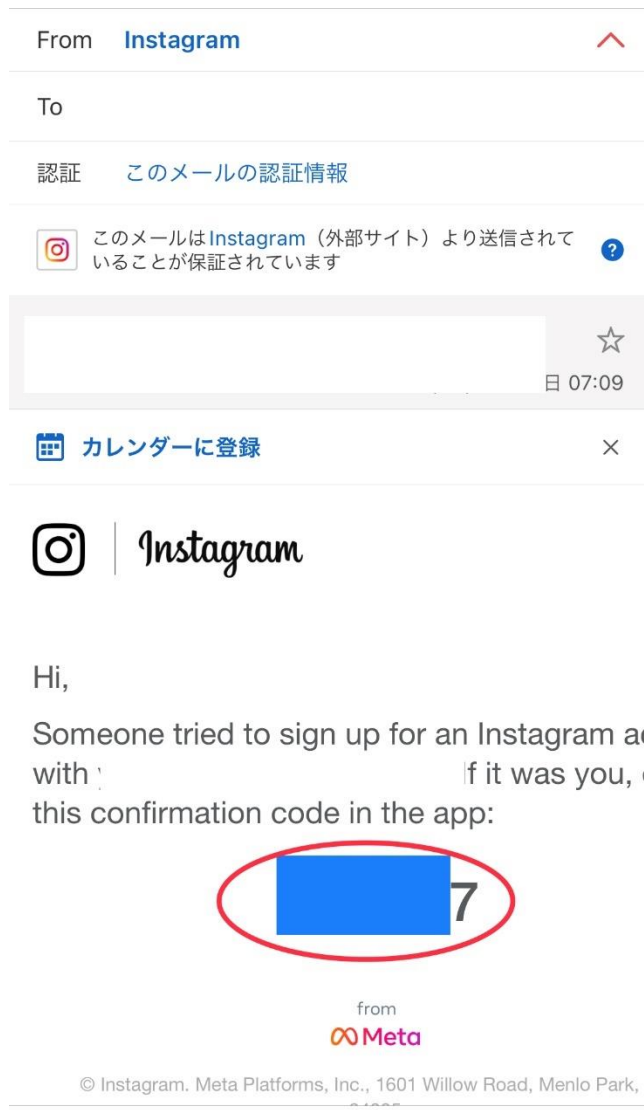 From Instagram
To
認証 このメールの認証情報
このメールはInstagram（外部サイト）より送信されて
いることが保証されています
?
日 07:09
カレンダーに登録
Instagram
Hi,
Someone tried to sign up for an Instagram
with If it was you,
this confirmation code in the app:
7
from
Meta
© Instagram. Meta Platforms, Inc., 1601 Willow Road, Menlo Park,